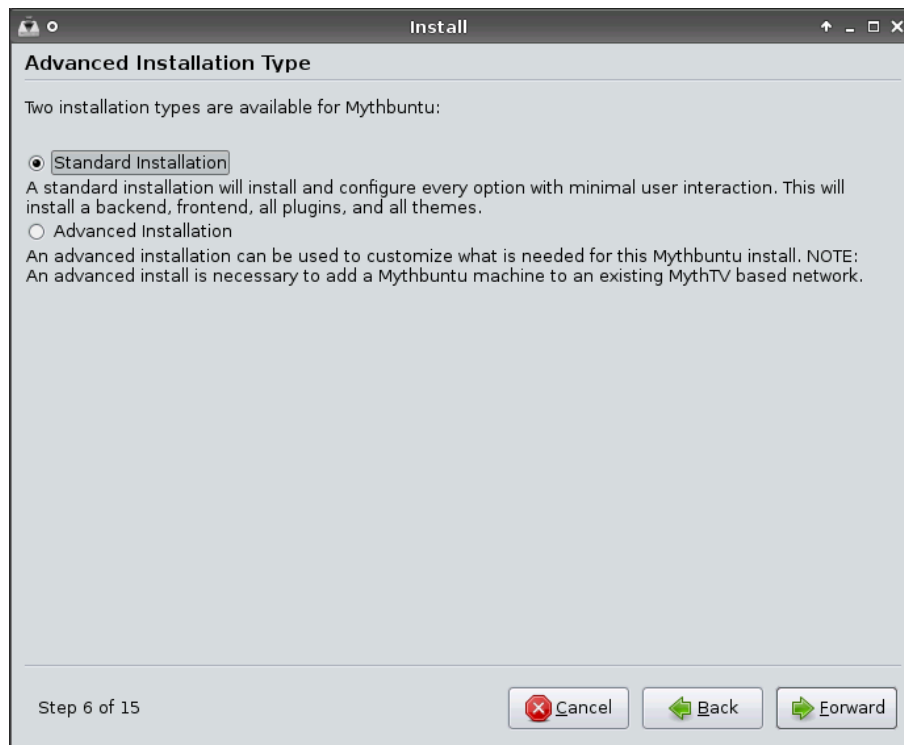 Install
Advanced Installation Type
Two installation types are available for Mythbuntu:
Standard Installation
A standard installation will install and configure every option with minimal user interaction. This will
install a backend, frontend, all plugins, and all themes.
Advanced Installation
An advanced installation can be used to customize what is needed for this Mythbuntu install. NOTE:
An advanced install is necessary to add a Mythbuntu machine to an existing MythTV based network.
Step 6 of 15
Cancel
Back
Forward